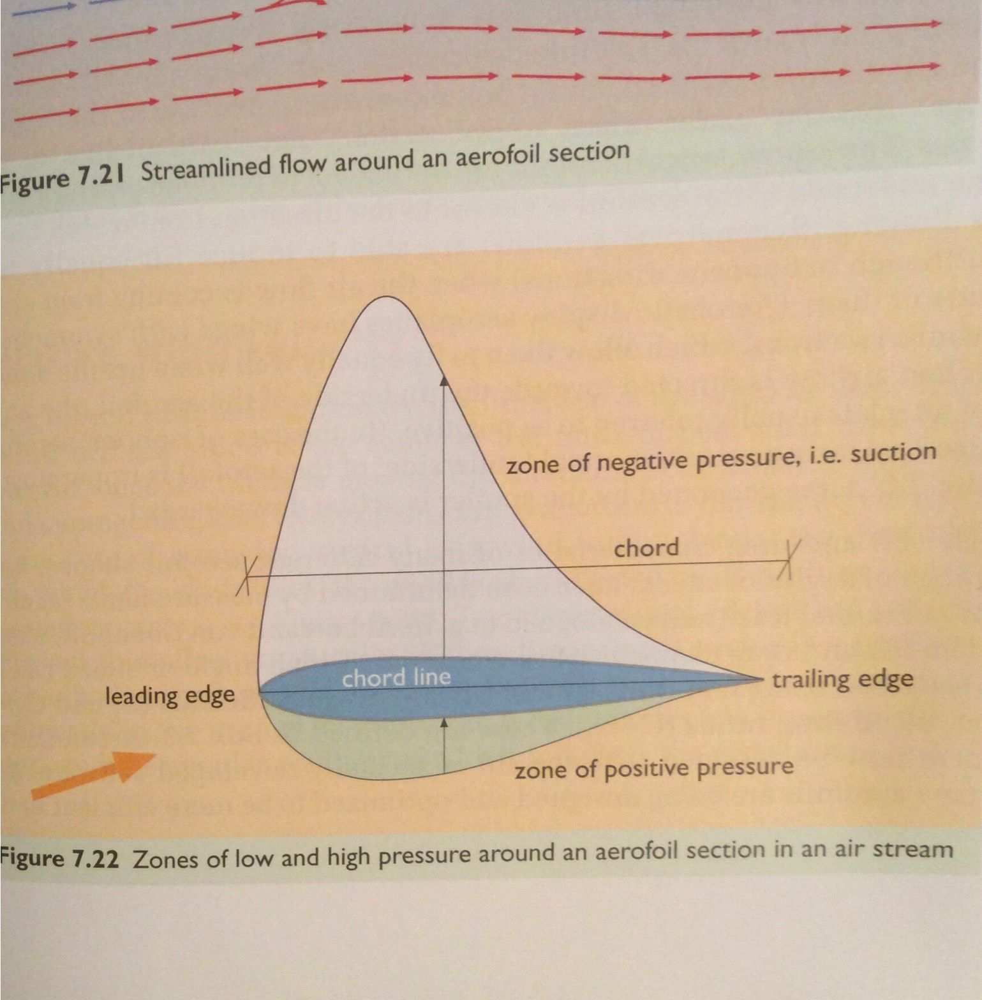 Figure 7.21 Streamlined flow around an aerofoil section
zone of negative pressure, i.e. suction
chord
chord line
leading edge
trailing edge
zone of positive pressure
Figure 7.22 Zones of low and high pressure around an aerofoil section in an air stream